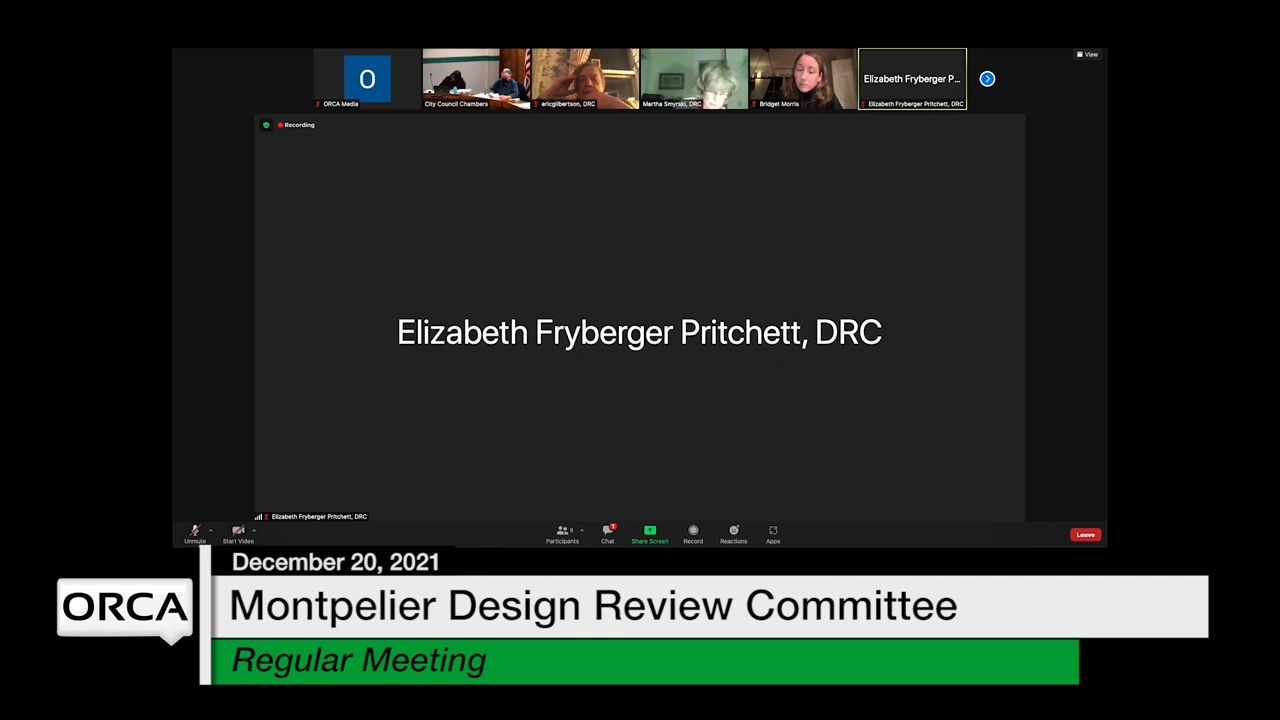 View
O
Elizabeth Fryberger P...
ORCA Media
City Council Chambers
ericgilbertson, DRC
Martha Smyrski, DRC
Bridget Morris
Elizabeth Fryberger Pritchett, DRC
Recording
Elizabeth Fryberger Pritchett, DRC
Elizabeth Fryberger Pritchett, DRC
Unmute
Start Video
Participants
8
Chat
1
Share Screen
Record
Reactions
Apps
Leave
December 20, 2021
ORCA
Montpelier Design Review Committee
Regular Meeting